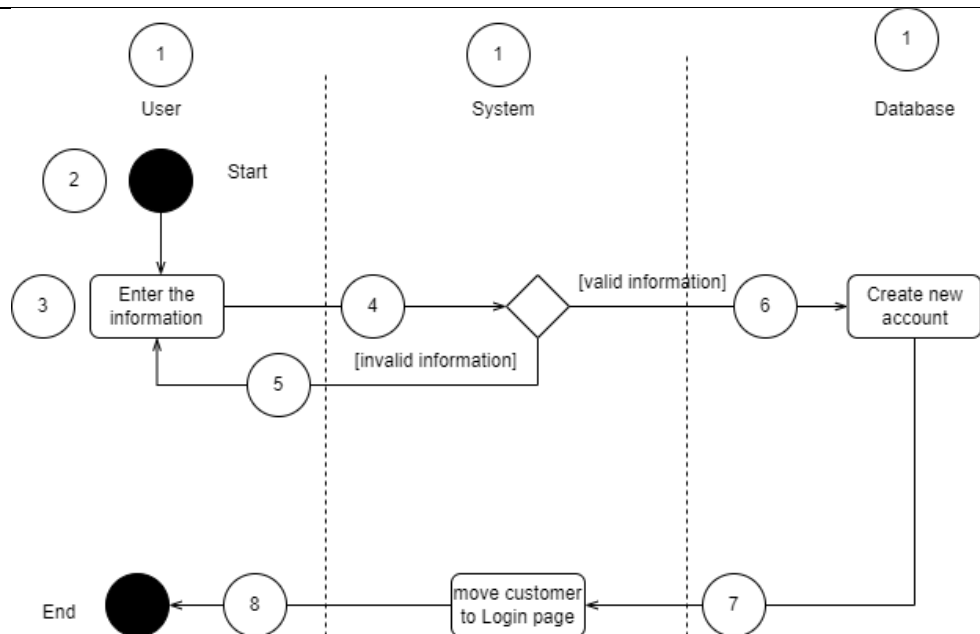 1
1
1
User
System
Database
2
Start
3
Enter the
information
4
[valid information]
6
Create new
account
[invalid information]
5
End
8
move customer
to Login page
7